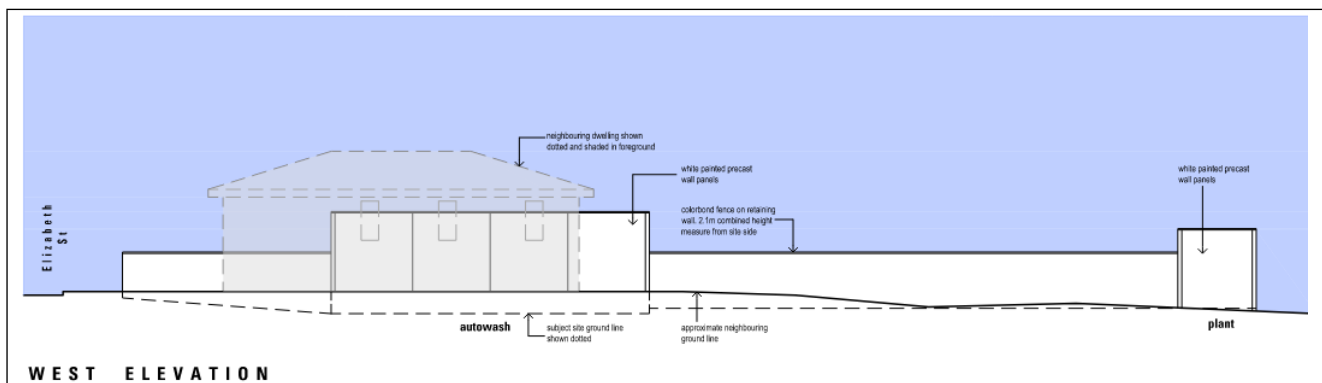 neighbouring dwelling shown
dotted and shaded in foreground
white painted precast
wall panels
white painted precast
wall panels
colorbond fence on retaining
wall. 2.1m combined height
measure from site side
Elizabeth
St
autowash
subject site ground line
shown dotted
approximate neighbouring
ground line
plant
WEST ELEVATION